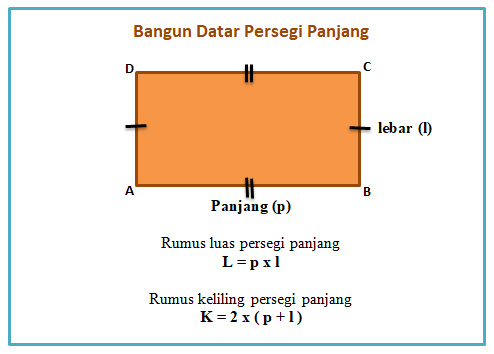 Bangun Datar Persegi Panjang
D
C
lebar (l)
A
B
Panjang (p)
Rumus luas persegi panjang
L = p x l
Rumus keliling persegi panjang
K = 2 x ( p + l )